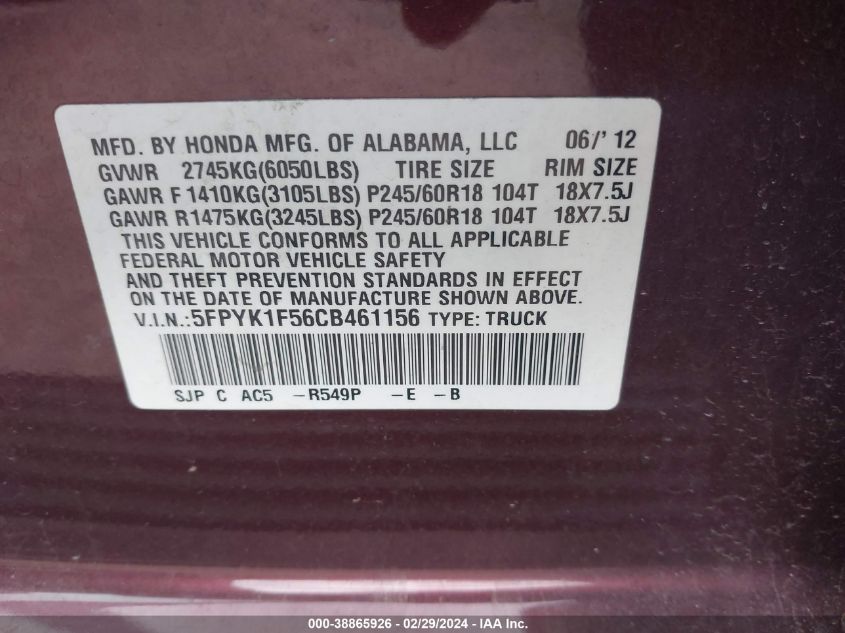 MFD. BY HONDA MFG. OF ALABAMA, LLC 06/' 12
GVWR 2745KG(6050LBS) TIRE SIZE RIM SIZE
GAWR F 1410KG(3105LBS) P245/60R18 104T 18X7.5J
GAWR R1475KG(3245LBS) P245/60R18 104T 18X7.5J
THIS VEHICLE CONFORMS TO ALL APPLICABLE
FEDERAL MOTOR VEHICLE SAFETY
AND THEFT PREVENTION STANDARDS IN EFFECT
ON THE DATE OF MANUFACTURE SHOWN ABOVE.
V.I.N.:5FPYK1F56CB461156 TYPE: TRUCK
SJP C AC5 -R549P -E -B
000-38865926 - 02/29/2024 - IAA Inc.